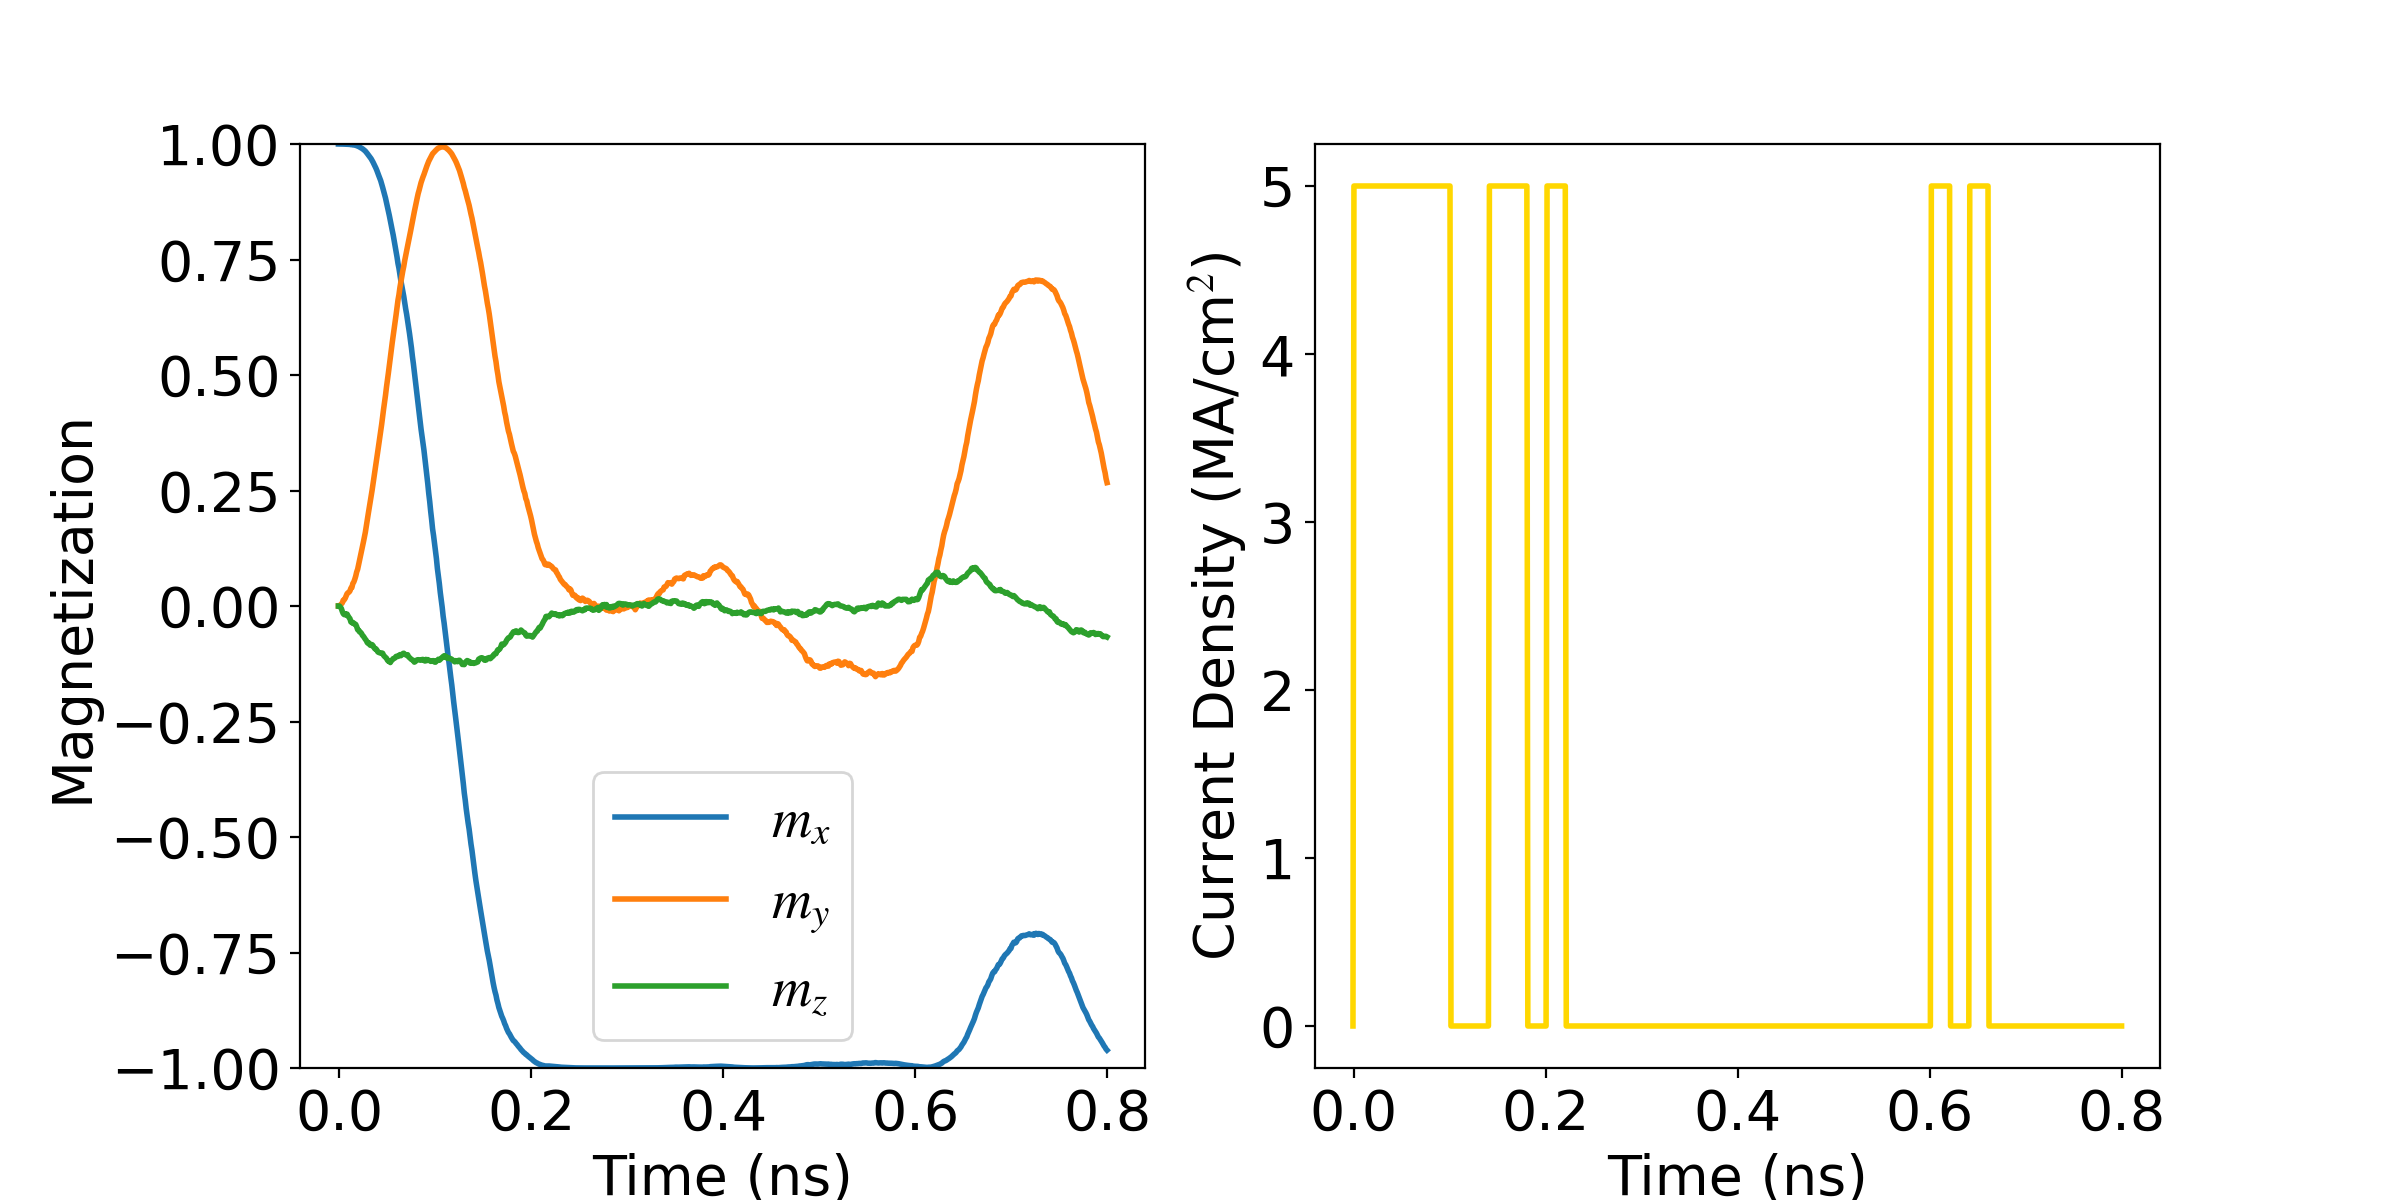 1.00
0.75
0.50
0.25
0.00
−0.25
−0.50
−0.75
−1.00
Magnetization
0.0 0.2 0.4 0.6 0.8
Time (ns)
m_x
m_y
m_z
5
4
3
2
1
0
Current Density (MA/cm²)
0.0 0.2 0.4 0.6 0.8
Time (ns)